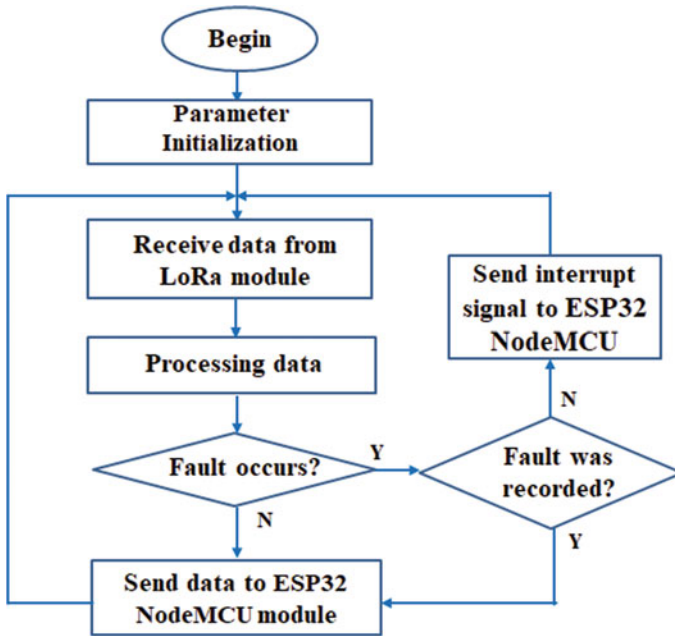 Begin
Parameter
Initialization
Receive data from
LoRa module
Processing data
Fault occurs?
Y
N
Send data to ESP32
NodeMCU module
Send interrupt
signal to ESP32
NodeMCU
N
Fault was
recorded?
Y